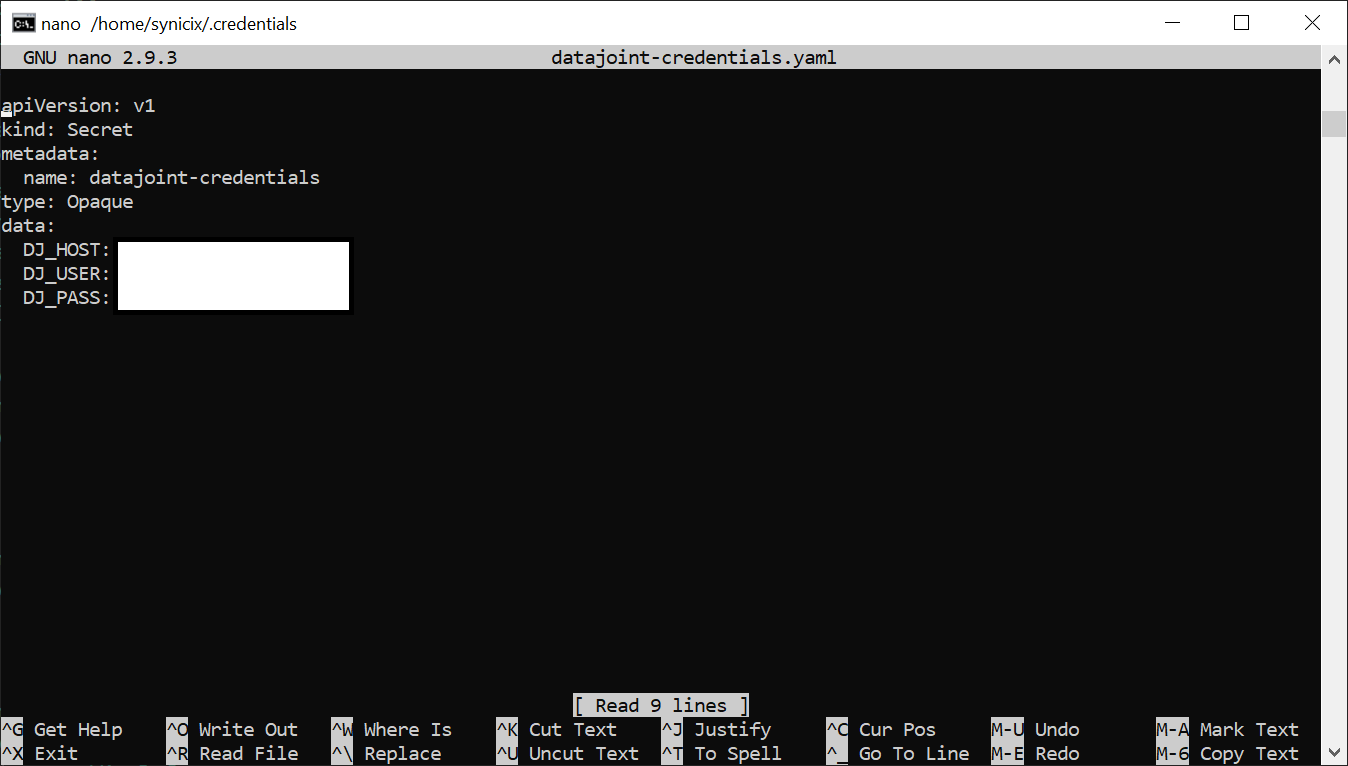 nano  /home/synicix/.credentials
GNU nano 2.9.3 datajoint-credentials.yaml
apiVersion: v1
kind: Secret
metadata:
  name: datajoint-credentials
type: Opaque
data:
  DJ_HOST:
  DJ_USER:
  DJ_PASS:
[ Read 9 lines ]
^G Get Help ^O Write Out ^W Where Is ^K Cut Text ^J Justify ^C Cur Pos M-U Undo M-A Mark Text
^X Exit ^R Read File ^\ Replace ^U Uncut Text ^T To Spell ^_ Go To Line M-E Redo M-6 Copy Text